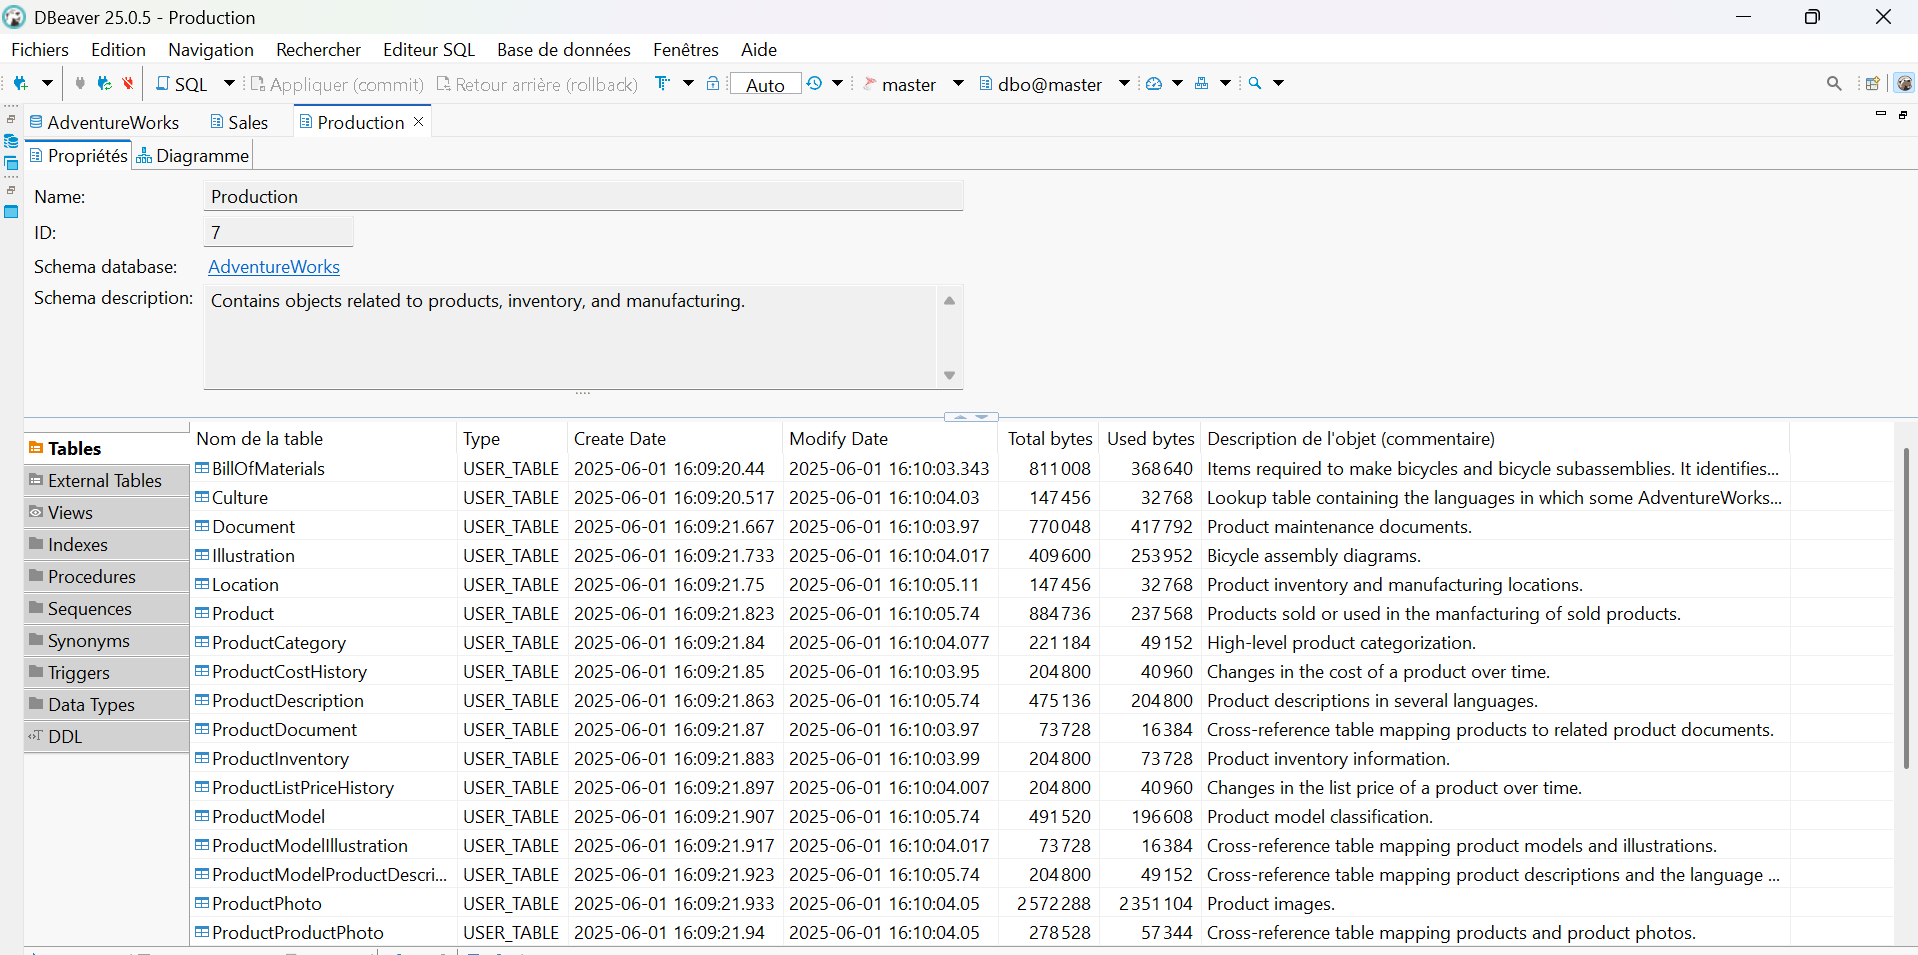 DBeaver 25.0.5 - Production
Fichiers Edition Navigation Rechercher Editeur SQL Base de données Fenêtres Aide
SQL Appliquer (commit) Retour arrière (rollback) Auto master dbo@master
AdventureWorks Sales Production
Propriétés Diagramme
Name: Production
ID: 7
Schema database: AdventureWorks
Schema description: Contains objects related to products, inventory, and manufacturing.
Tables
External Tables
Views
Indexes
Procedures
Sequences
Synonyms
Triggers
Data Types
DDL
Nom de la table Type Create Date Modify Date Total bytes Used bytes Description de l'objet (commentaire)
BillOfMaterials USER_TABLE 2025-06-01 16:09:20.44 2025-06-01 16:10:03.343 811 008 368 640 Items required to make bicycles and bicycle subassemblies. It identifies...
Culture USER_TABLE 2025-06-01 16:09:20.517 2025-06-01 16:10:04.03 147 456 32 768 Lookup table containing the languages in which some AdventureWorks...
Document USER_TABLE 2025-06-01 16:09:21.667 2025-06-01 16:10:03.97 770 048 417 792 Product maintenance documents.
Illustration USER_TABLE 2025-06-01 16:09:21.733 2025-06-01 16:10:04.017 409 600 253 952 Bicycle assembly diagrams.
Location USER_TABLE 2025-06-01 16:09:21.75 2025-06-01 16:10:05.11 147 456 32 768 Product inventory and manufacturing locations.
Product USER_TABLE 2025-06-01 16:09:21.823 2025-06-01 16:10:05.74 884 736 237 568 Products sold or used in the manfacturing of sold products.
ProductCategory USER_TABLE 2025-06-01 16:09:21.84 2025-06-01 16:10:04.077 221 184 49 152 High-level product categorization.
ProductCostHistory USER_TABLE 2025-06-01 16:09:21.85 2025-06-01 16:10:03.95 204 800 40 960 Changes in the cost of a product over time.
ProductDescription USER_TABLE 2025-06-01 16:09:21.863 2025-06-01 16:10:05.74 475 136 204 800 Product descriptions in several languages.
ProductDocument USER_TABLE 2025-06-01 16:09:21.87 2025-06-01 16:10:03.97 73 728 16 384 Cross-reference table mapping products to related product documents.
ProductInventory USER_TABLE 2025-06-01 16:09:21.883 2025-06-01 16:10:03.99 204 800 73 728 Product inventory information.
ProductListPriceHistory USER_TABLE 2025-06-01 16:09:21.897 2025-06-01 16:10:04.007 204 800 40 960 Changes in the list price of a product over time.
ProductModel USER_TABLE 2025-06-01 16:09:21.907 2025-06-01 16:10:05.74 491 520 196 608 Product model classification.
ProductModelIllustration USER_TABLE 2025-06-01 16:09:21.917 2025-06-01 16:10:04.017 73 728 16 384 Cross-reference table mapping product models and illustrations.
ProductModelProductDescri... USER_TABLE 2025-06-01 16:09:21.923 2025-06-01 16:10:05.74 204 800 49 152 Cross-reference table mapping product descriptions and the language ...
ProductPhoto USER_TABLE 2025-06-01 16:09:21.933 2025-06-01 16:10:04.05 2 572 288 2 351 104 Product images.
ProductProductPhoto USER_TABLE 2025-06-01 16:09:21.94 2025-06-01 16:10:04.05 278 528 57 344 Cross-reference table mapping products and product photos.